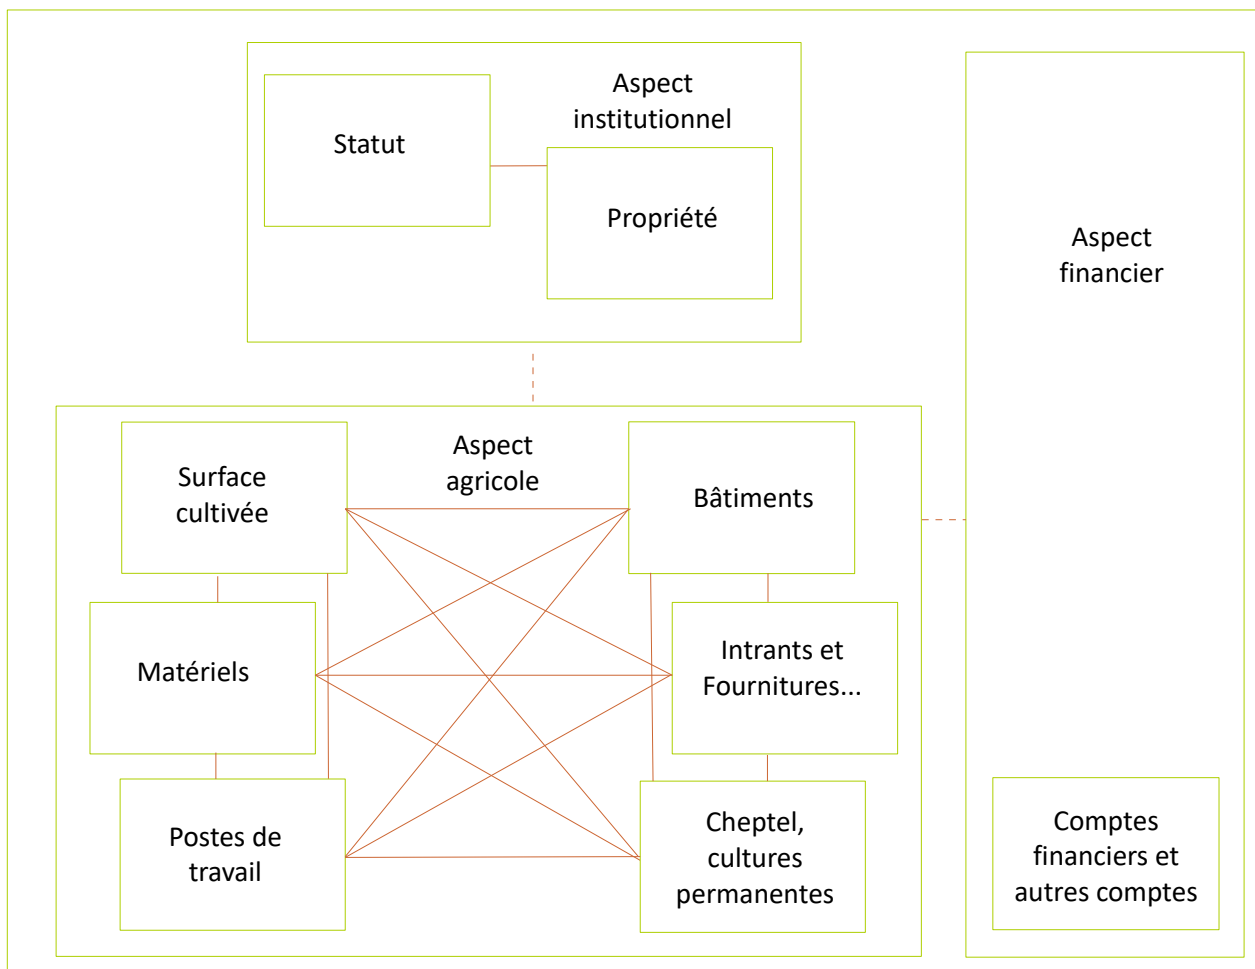 Aspect
institutionnel
Statut
Propriété
Aspect
financier
Aspect
agricole
Surface
cultivée
Bâtiments
Matériels
Intrants et
Fournitures...
Postes de
travail
Cheptel,
cultures
permanentes
Comptes
financiers et
autres comptes